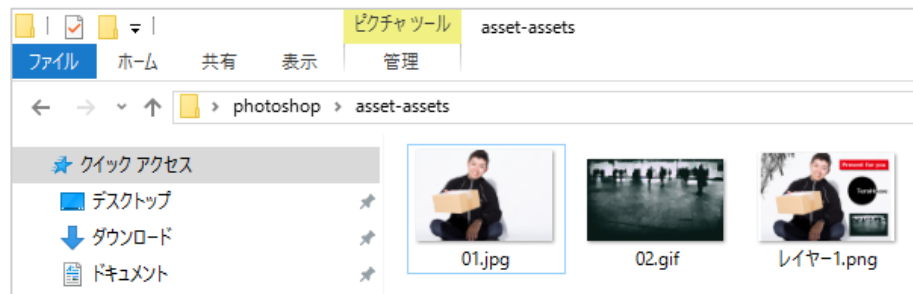 ピクチャ ツール
asset-assets
ファイル
ホーム
共有
表示
管理
photoshop
asset-assets
クイック アクセス
デスクトップ
ダウンロード
ドキュメント
Present for you
01.jpg
02.gif
レイヤー1.png